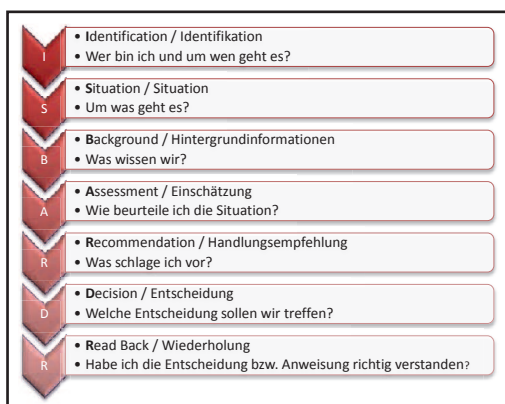 • Identification / Identifikation
I
• Wer bin ich und um wen geht es?
• Situation / Situation
S
• Um was geht es?
• Background / Hintergrundinformationen
B
• Was wissen wir?
• Assessment / Einschätzung
A
• Wie beurteile ich die Situation?
• Recommendation / Handlungsempfehlung
R
• Was schlage ich vor?
• Decision / Entscheidung
D
• Welche Entscheidung sollen wir treffen?
• Read Back / Wiederholung
R
• Habe ich die Entscheidung bzw. Anweisung richtig verstanden?